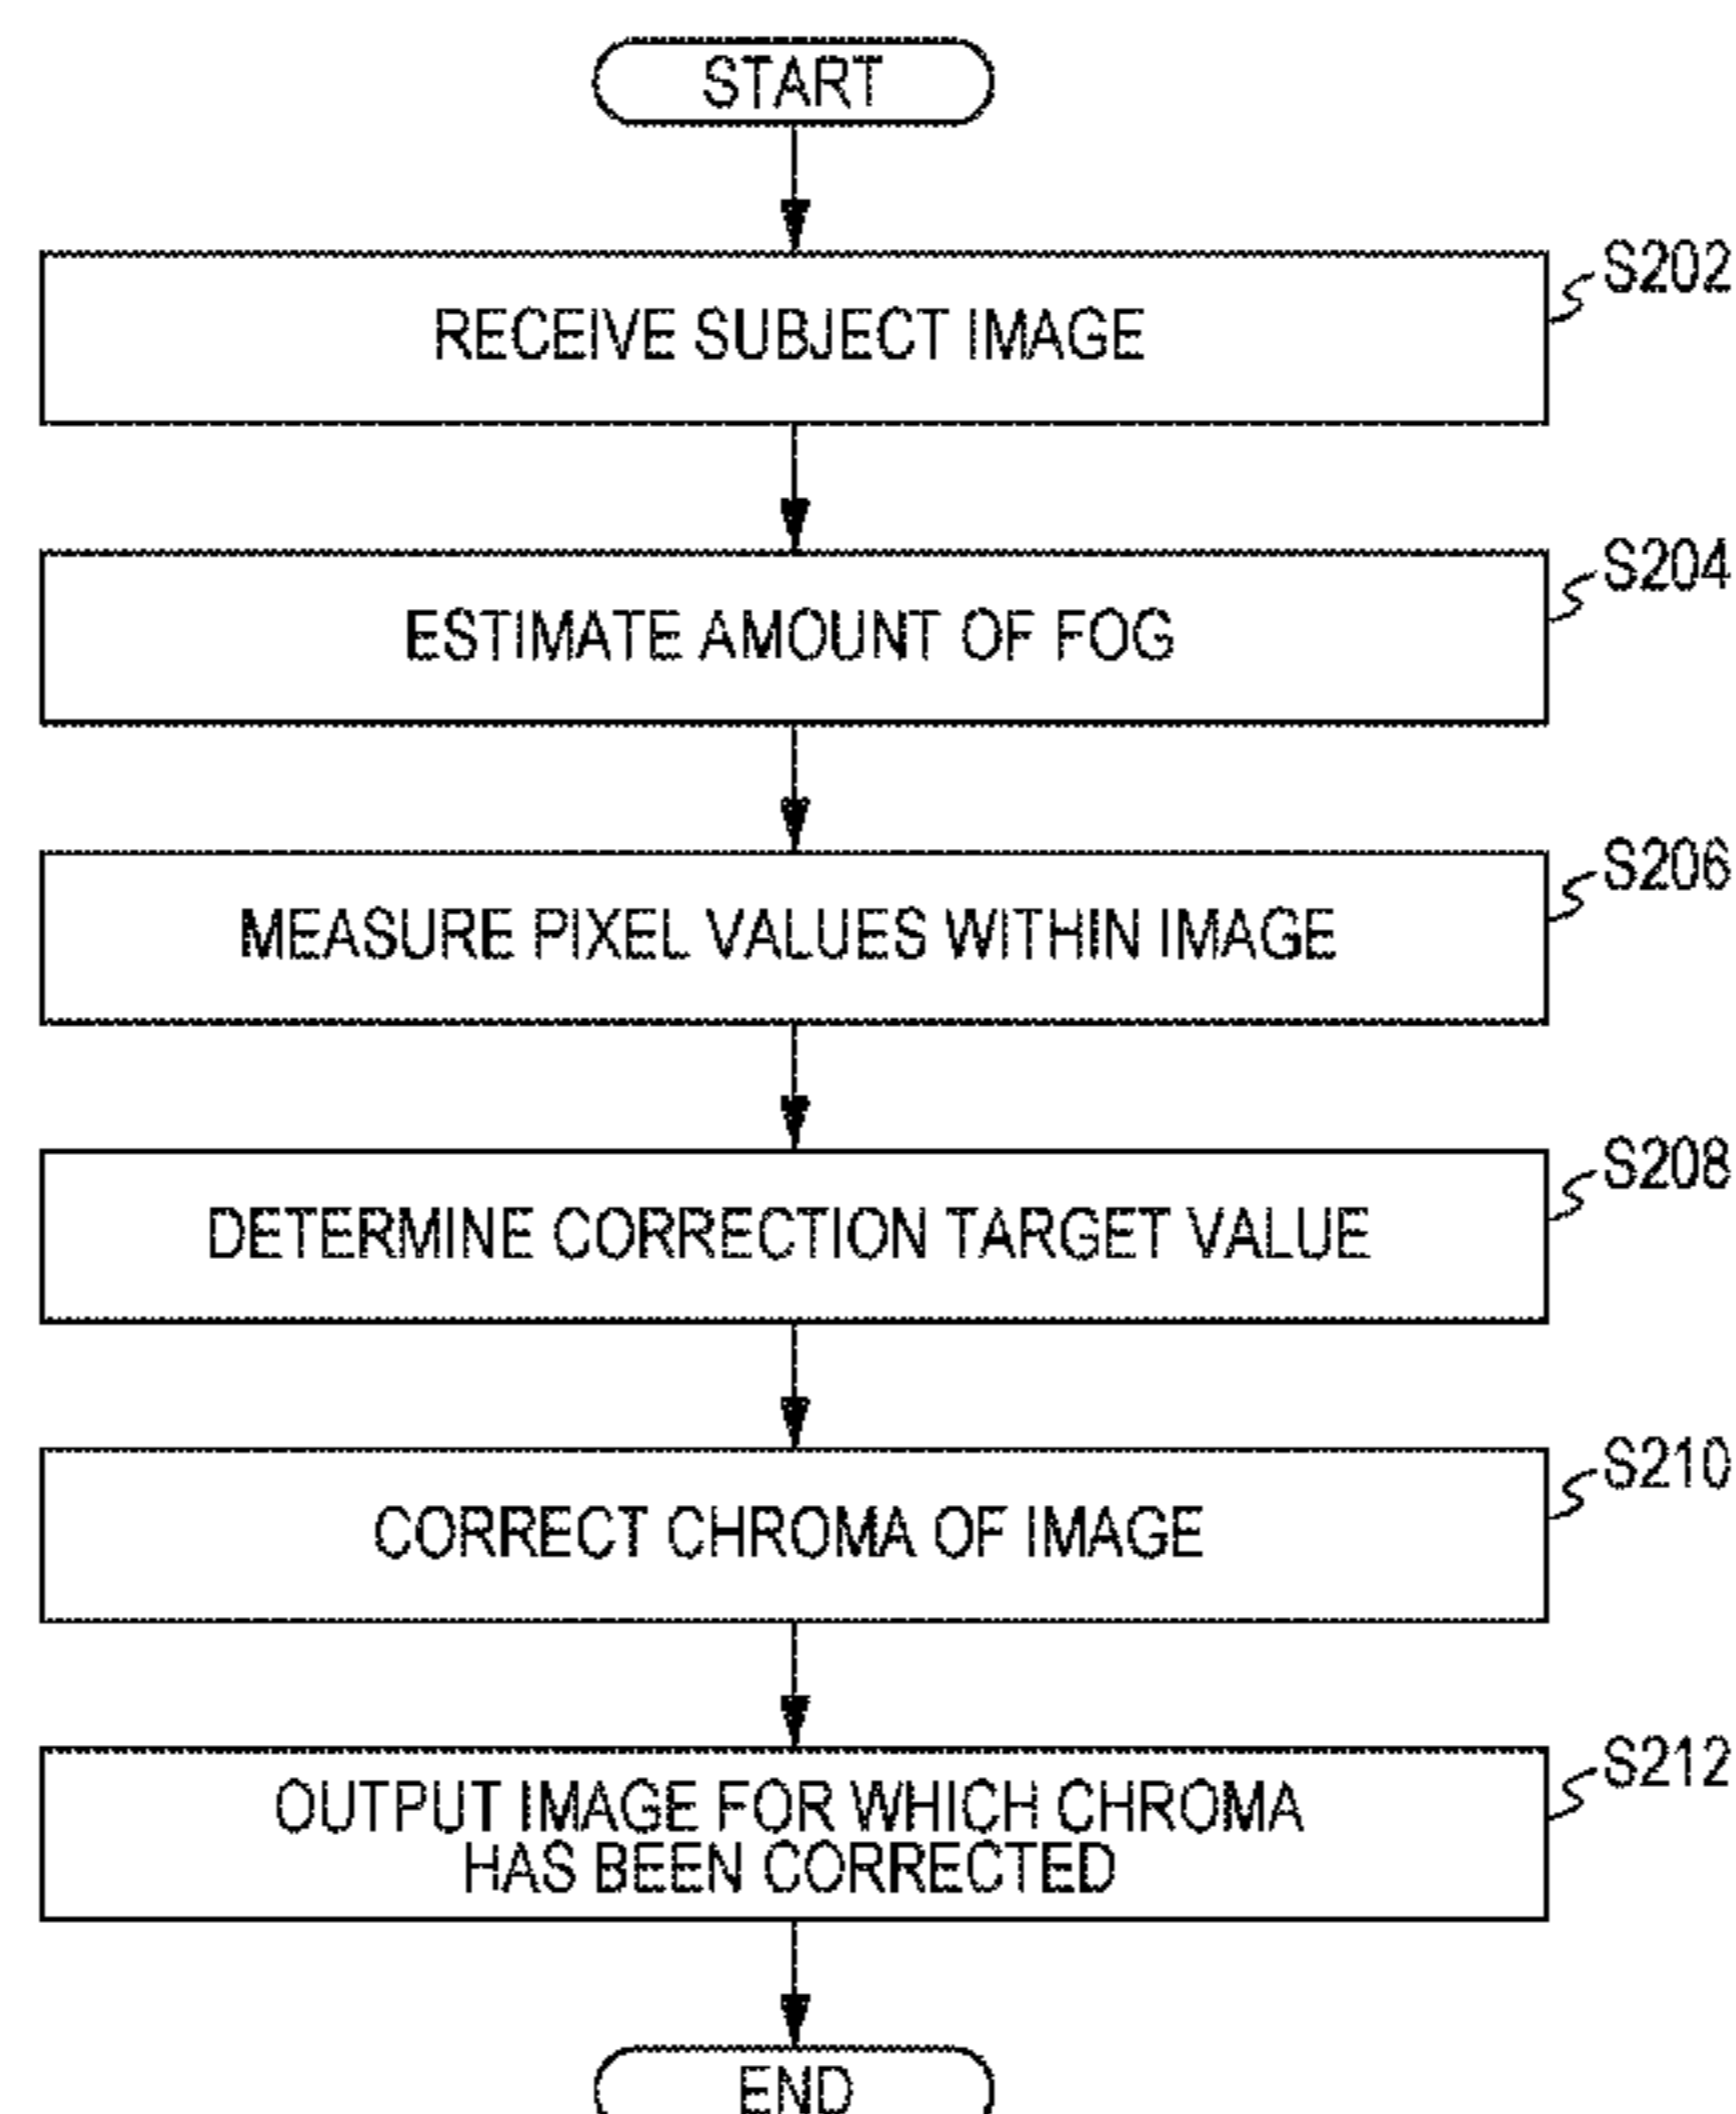 START
RECEIVE SUBJECT IMAGE
S202
ESTIMATE AMOUNT OF FOG
S204
MEASURE PIXEL VALUES WITHIN IMAGE
S206
DETERMINE CORRECTION TARGET VALUE
S208
CORRECT CHROMA OF IMAGE
S210
OUTPUT IMAGE FOR WHICH CHROMA
HAS BEEN CORRECTED
S212
END